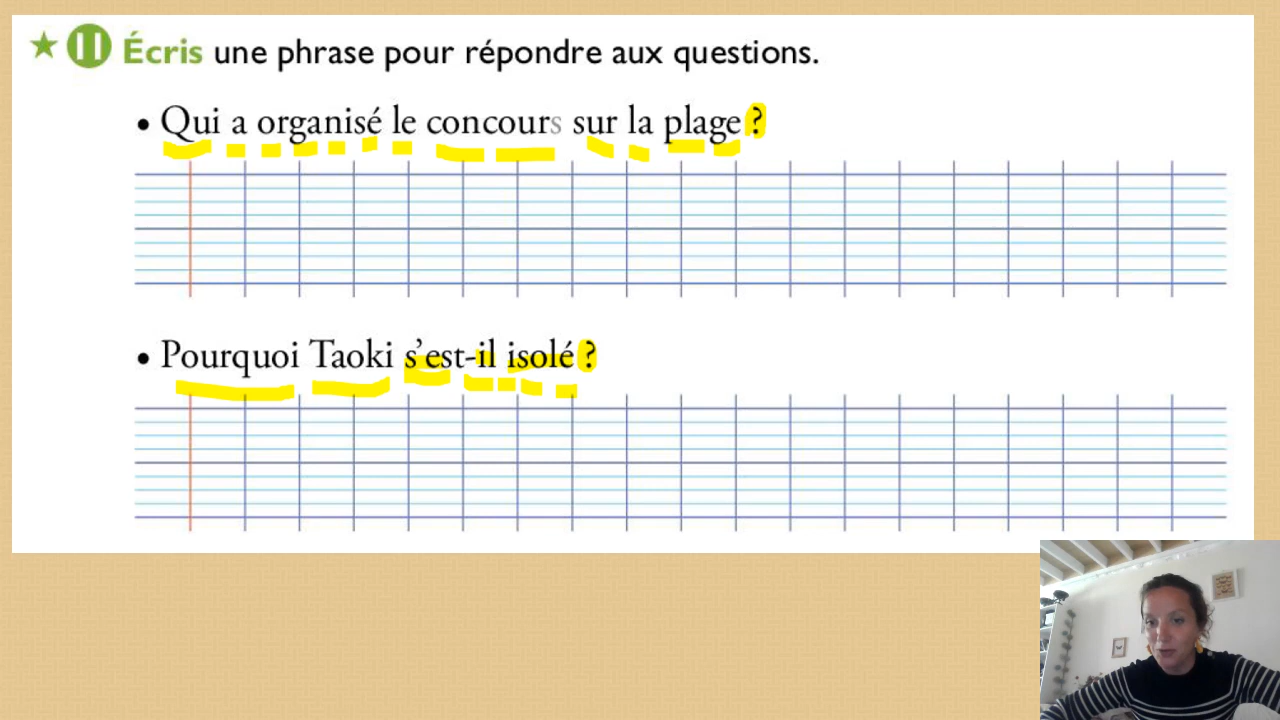 ★ 11 Écris une phrase pour répondre aux questions.
• Qui a organisé le concours sur la plage ?
• Pourquoi Taoki s’est-il isolé ?